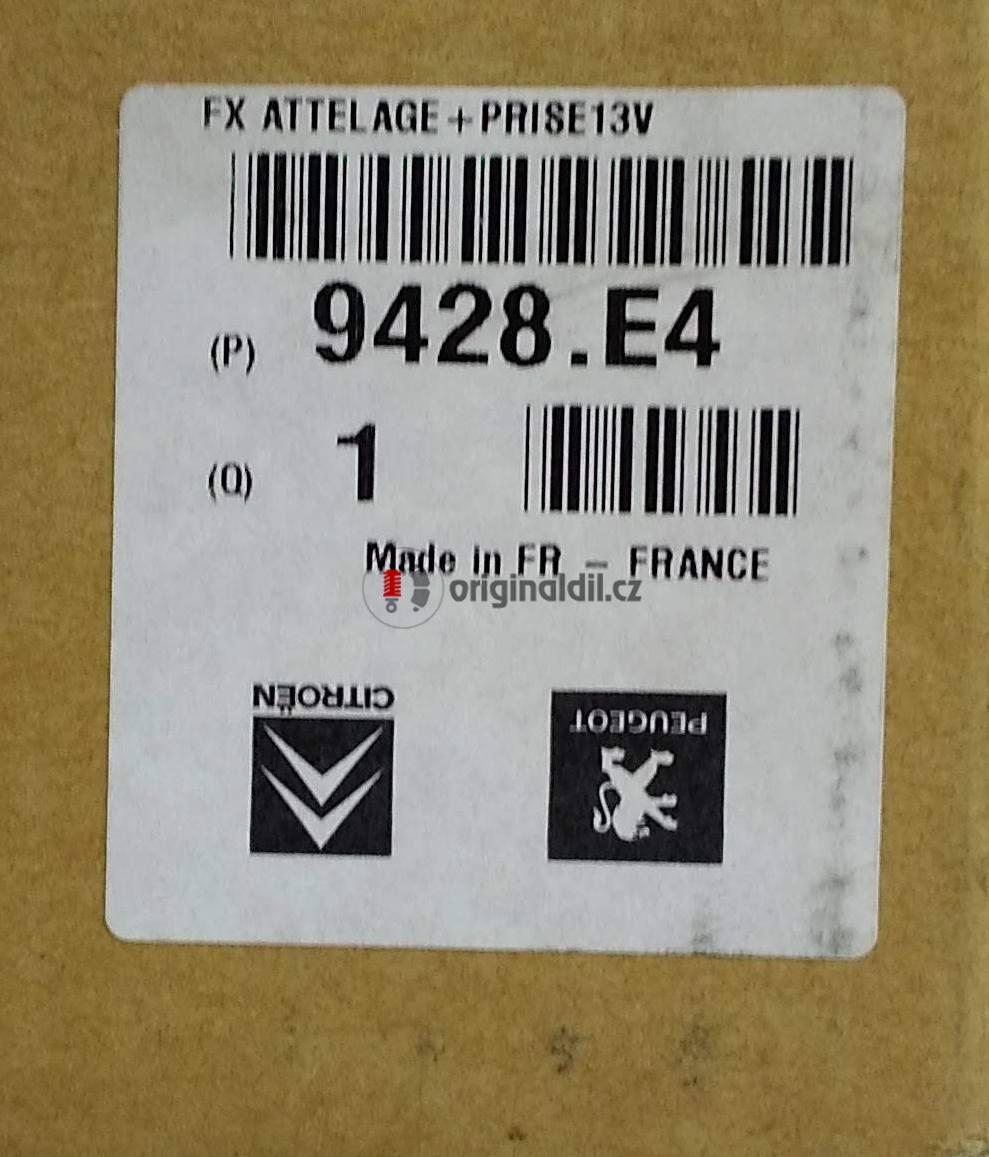 FX ATTELAGE+PRISE13V
(P) 9428.E4
(Q) 1
Made in FR - FRANCE
originaldil.cz
CITROËN
PEUGEOT